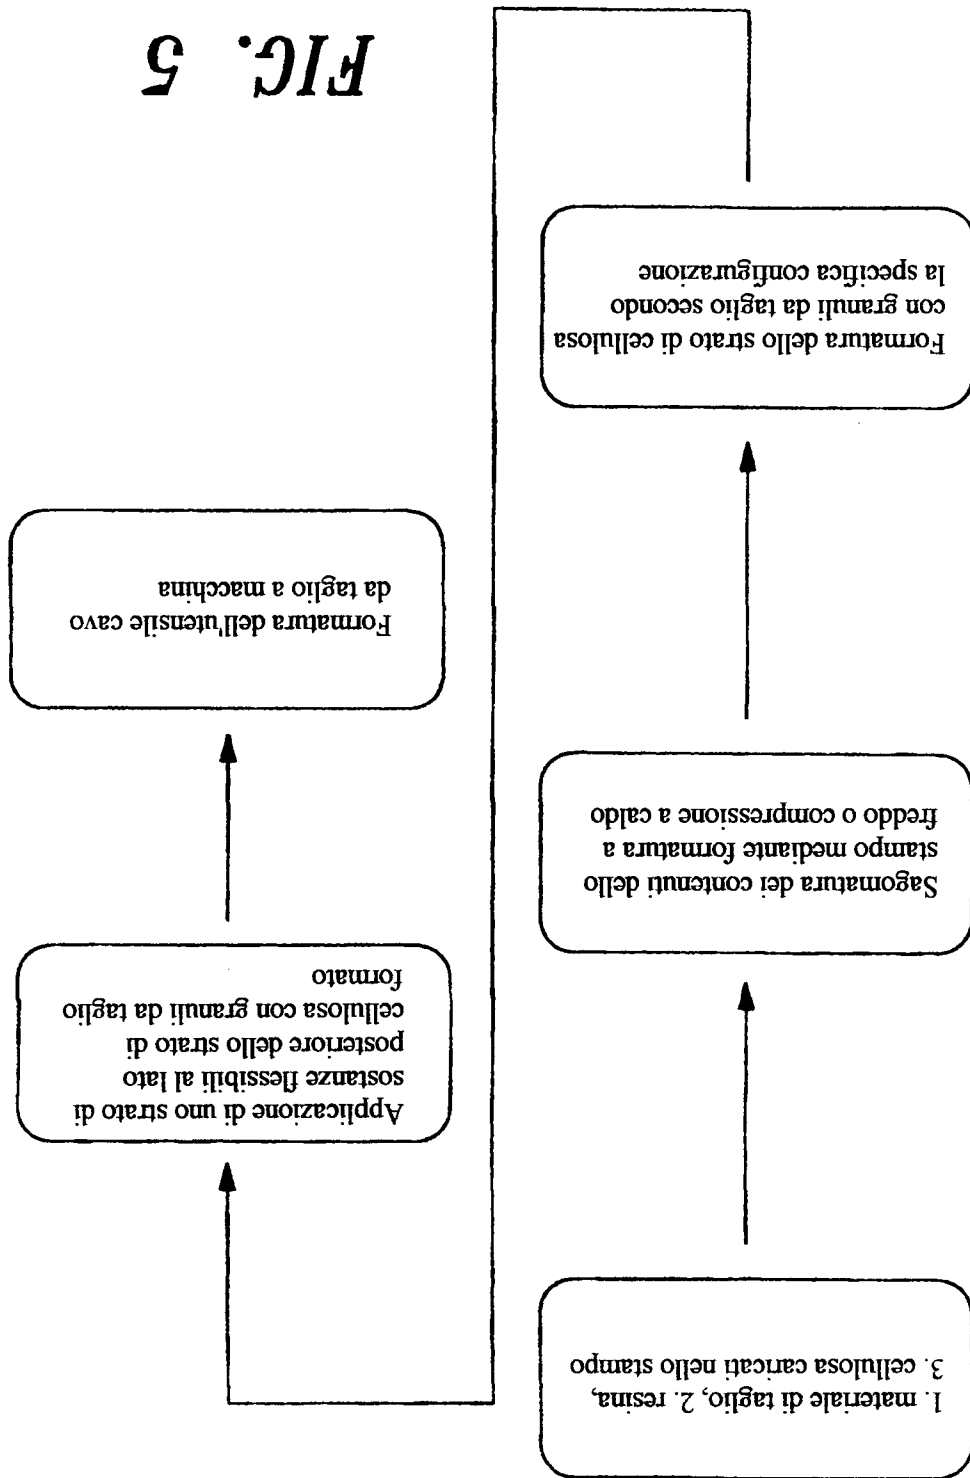 1. materiale di taglio, 2. resina,
3. cellulosa caricati nello stampo
Sagomatura dei contenuti dello
stampo mediante formatura a
freddo o compressione a caldo
Formatura dello strato di cellulosa
con granuli da taglio secondo
la specifica configurazione
Applicazione di uno strato di
sostanze flessibili al lato
posteriore dello strato di
cellulosa con granuli da taglio
formato
Formatura dell'utensile cavo
da taglio a macchina
FIG. 5